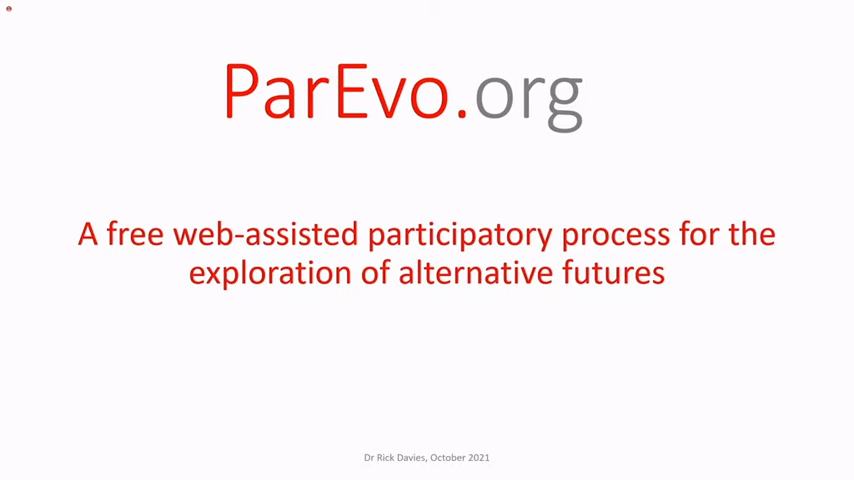 ParEvo.org
A free web-assisted participatory process for the
exploration of alternative futures
Dr Rick Davies, October 2021